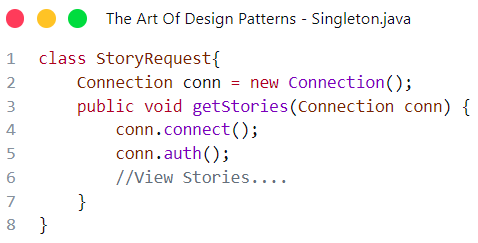 The Art Of Design Patterns - Singleton.java
1 class StoryRequest{
2     Connection conn = new Connection();
3     public void getStories(Connection conn) {
4         conn.connect();
5         conn.auth();
6         //View Stories....
7     }
8 }